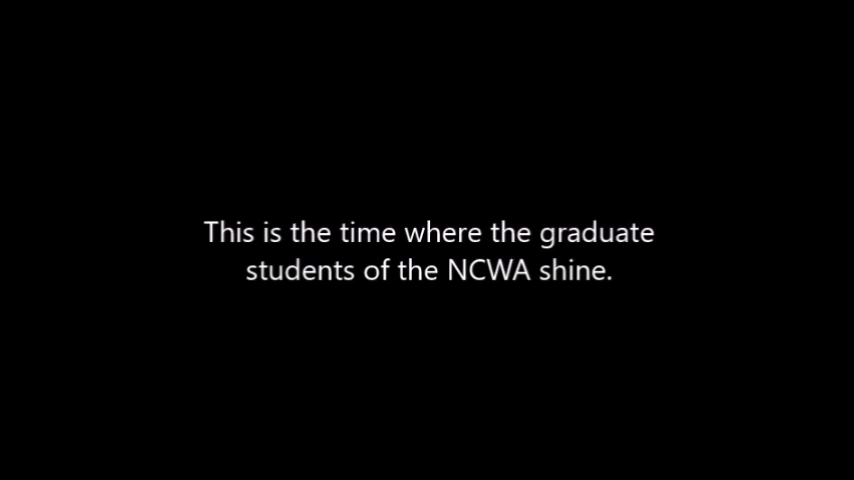 This is the time where the graduate
students of the NCWA shine.